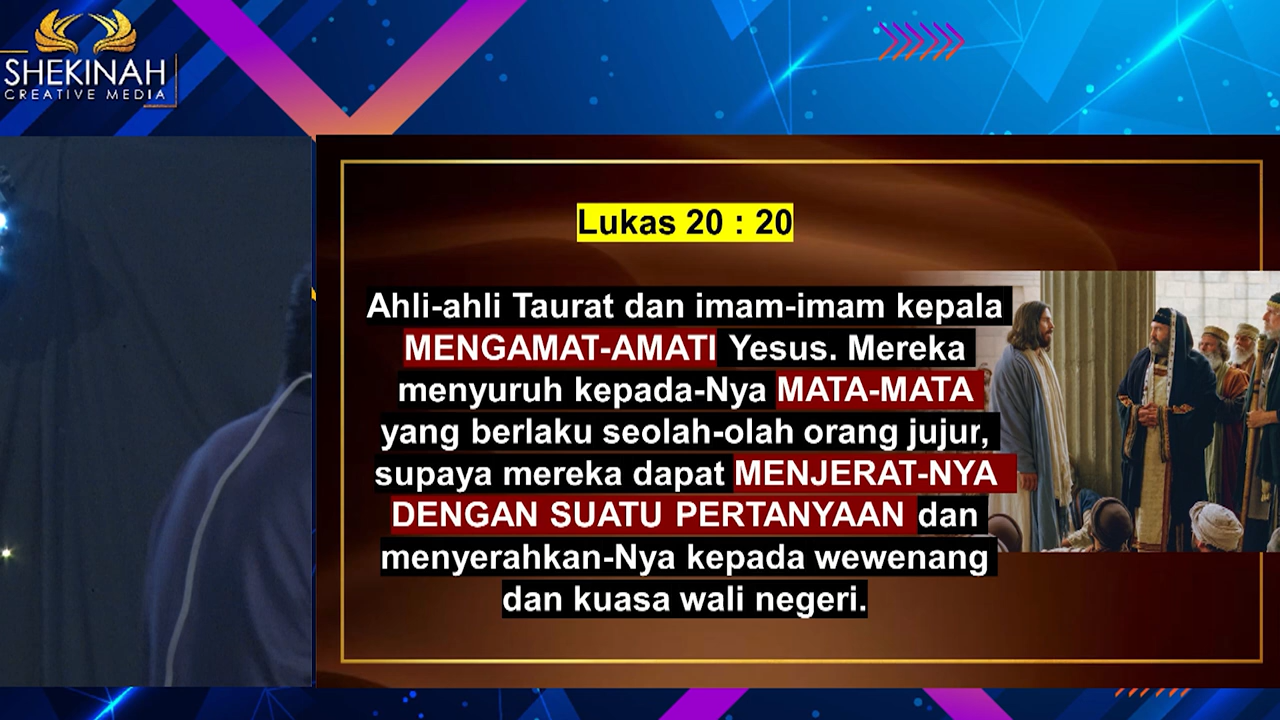 SHEKINAH
CREATIVE MEDIA
Lukas 20 : 20
Ahli-ahli Taurat dan imam-imam kepala
MENGAMAT-AMATI Yesus. Mereka
menyuruh kepada-Nya MATA-MATA
yang berlaku seolah-olah orang jujur,
supaya mereka dapat MENJERAT-NYA
DENGAN SUATU PERTANYAAN dan
menyerahkan-Nya kepada wewenang
dan kuasa wali negeri.